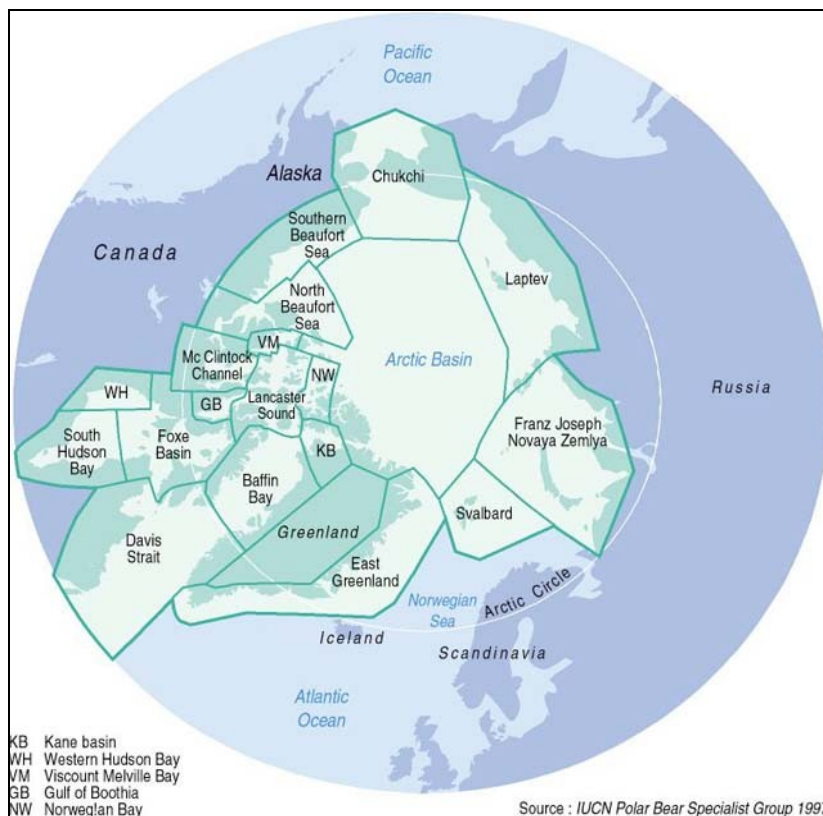 Pacific
Ocean
Alaska
Chukchi
Southern
Beaufort
Sea
Canada
Laptev
North
Beaufort
Sea
VM
Mc Clintock
Channel
Arctic Basin
NW
Russia
WH
GB
Lancaster
Sound
Franz Joseph
Novaya Zemlya
South
Hudson
Bay
Foxe
Basin
KB
Baffin
Bay
Svalbard
Greenland
Davis
Strait
East
Greenland
Norwegian
Sea
Arctic Circle
Iceland
Scandinavia
Atlantic
Ocean
KB Kane basin
WH Western Hudson Bay
VM Viscount Melville Bay
GB Gulf of Boothia
NW Norweg!an Bay
Source : IUCN Polar Bear Specialist Group 1997